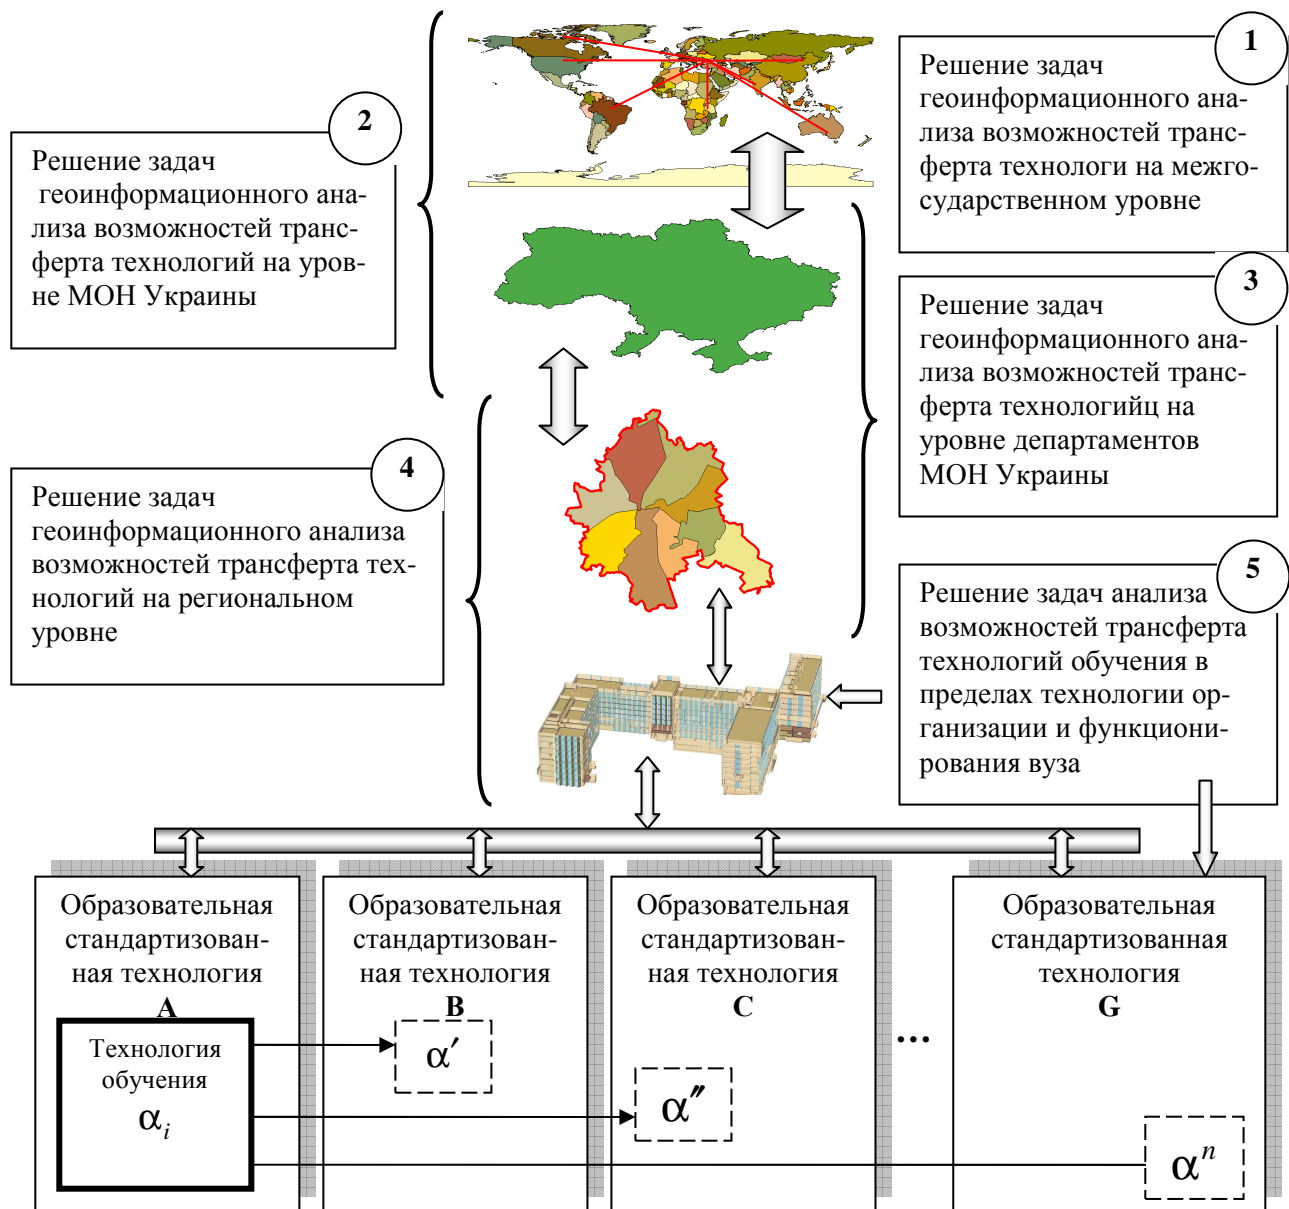 1
Решение задач
геоинформационного ана-
лиза возможностей транс-
ферта технологи на межго-
сударственном уровне
2
Решение задач
геоинформационного ана-
лиза возможностей транс-
ферта технологий на уров-
не МОН Украины
3
Решение задач
геоинформационного ана-
лиза возможностей транс-
ферта технологийц на
уровне департаментов
МОН Украины
4
Решение задач
геоинформационного анализа
возможностей трансферта тех-
нологий на региональном
уровне
5
Решение задач анализа
возможностей трансферта
технологий обучения в
пределах технологии ор-
ганизации и функциони-
рования вуза
Образовательная
стандартизован-
ная технология
A
Технология
обучения
α_i
Образовательная
стандартизован-
ная технология
B
α′
Образовательная
стандартизован-
ная технология
C
α″
...
Образовательная
стандартизованная
технология
G
α^n